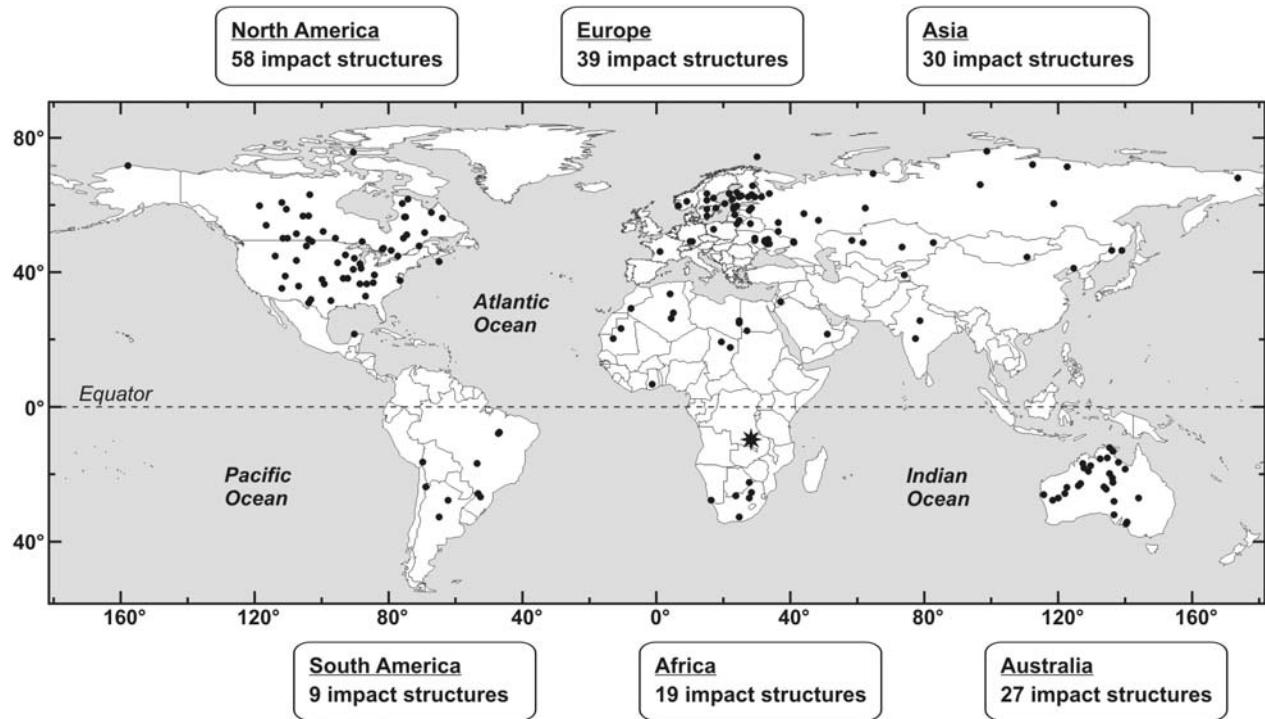 North America
58 impact structures
Europe
39 impact structures
Asia
30 impact structures
80°
40°
0°
40°
Equator
Atlantic
Ocean
Pacific
Ocean
Indian
Ocean
160° 120° 80° 40° 0° 40° 80° 120° 160°
South America
9 impact structures
Africa
19 impact structures
Australia
27 impact structures